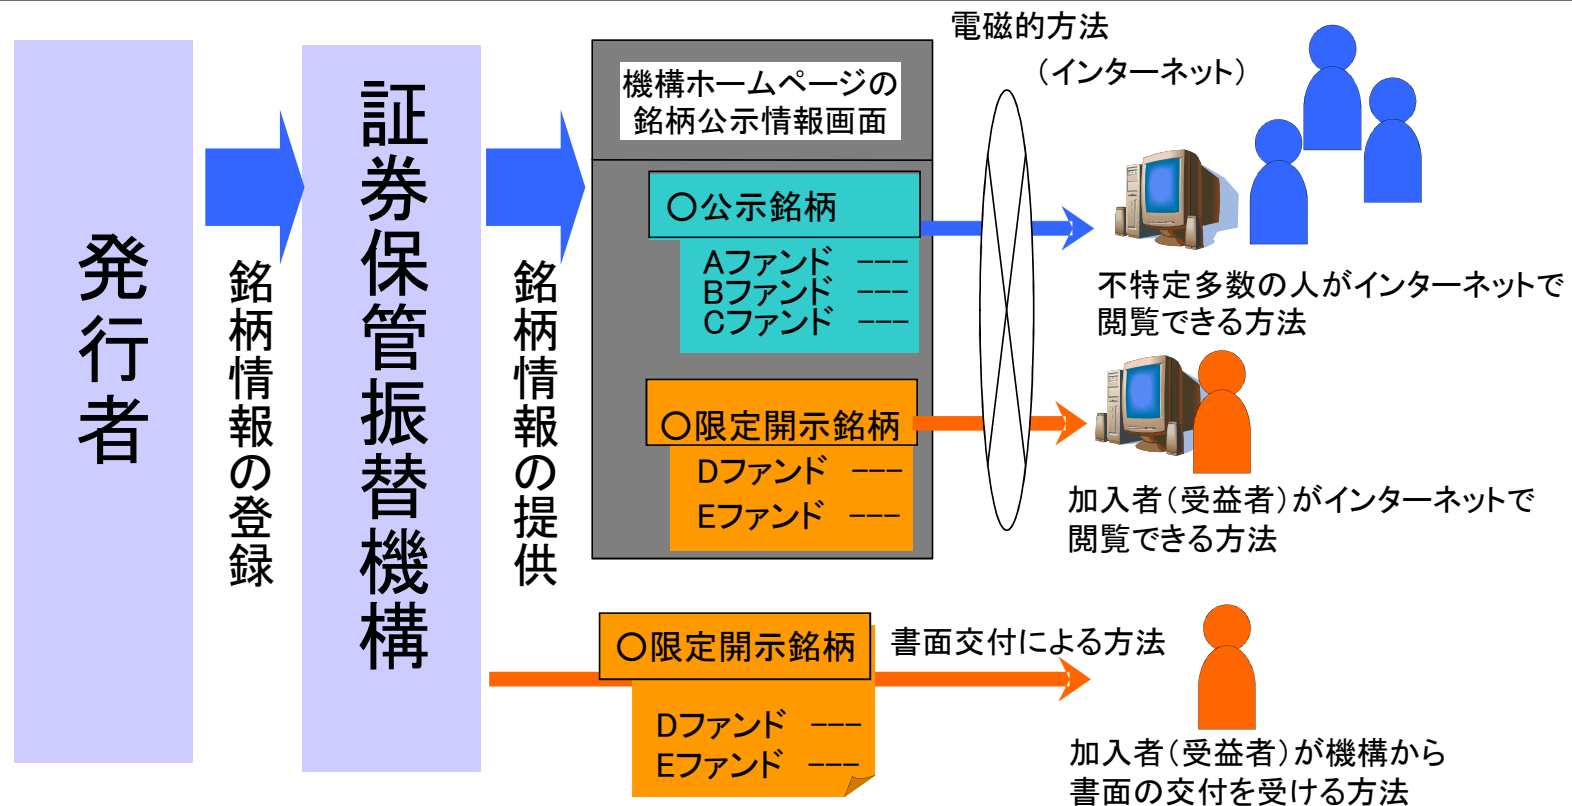 発行者
銘柄情報の登録
証券保管振替機構
銘柄情報の提供
機構ホームページの
銘柄公示情報画面
○公示銘柄
Aファンド ---
Bファンド ---
Cファンド ---
○限定開示銘柄
Dファンド ---
Eファンド ---
電磁的方法
（インターネット）
不特定多数の人がインターネットで
閲覧できる方法
加入者（受益者）がインターネットで
閲覧できる方法
○限定開示銘柄
Dファンド ---
Eファンド ---
書面交付による方法
加入者（受益者）が機構から
書面の交付を受ける方法